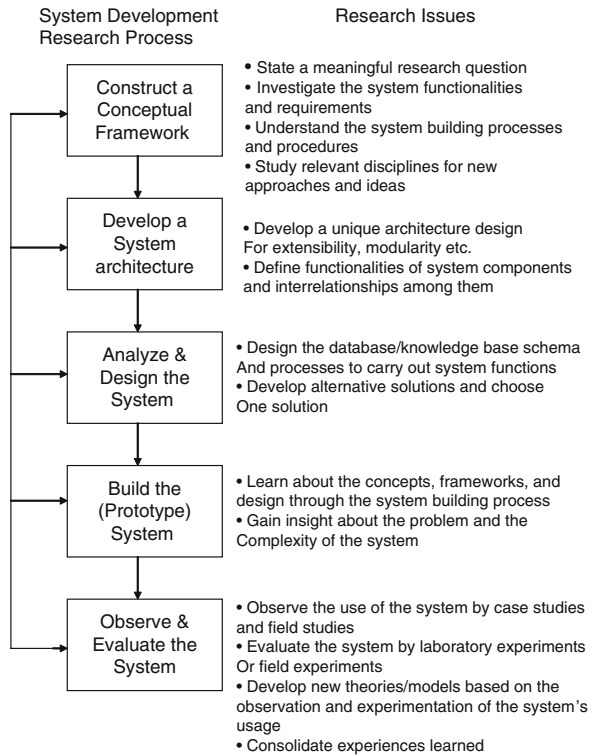 System Development
Research Process
Research Issues
Construct a
Conceptual
Framework
• State a meaningful research question
• Investigate the system functionalities
and requirements
• Understand the system building processes
and procedures
• Study relevant disciplines for new
approaches and ideas
Develop a
System
architecture
• Develop a unique architecture design
For extensibility, modularity etc.
• Define functionalities of system components
and interrelationships among them
Analyze &
Design the
System
• Design the database/knowledge base schema
And processes to carry out system functions
• Develop alternative solutions and choose
One solution
Build the
(Prototype)
System
• Learn about the concepts, frameworks, and
design through the system building process
• Gain insight about the problem and the
Complexity of the system
Observe &
Evaluate the
System
• Observe the use of the system by case studies
and field studies
• Evaluate the system by laboratory experiments
Or field experiments
• Develop new theories/models based on the
observation and experimentation of the system's
usage
• Consolidate experiences learned